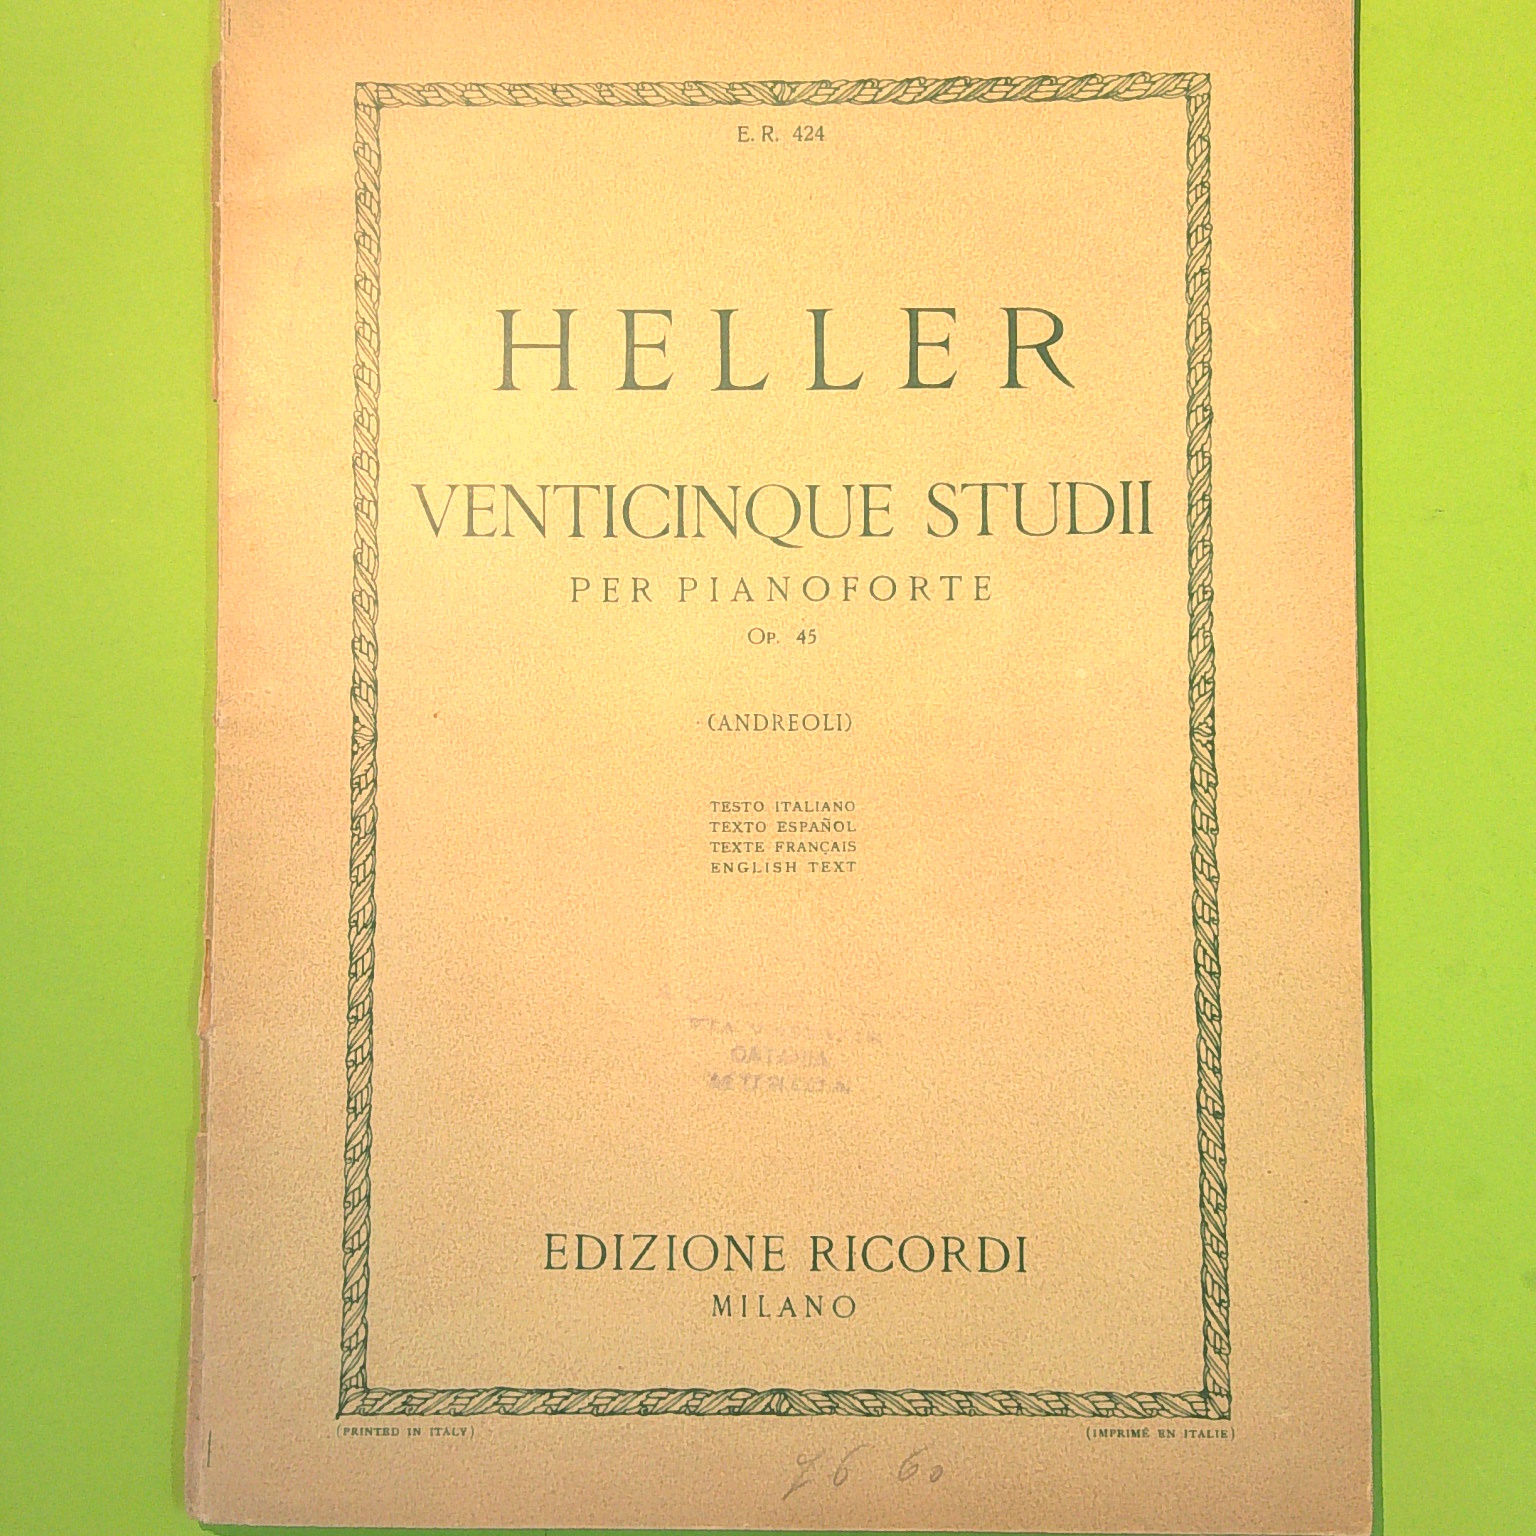 E. R. 424
HELLER
VENTICINQUE STUDII
PER PIANOFORTE
Op. 45
(ANDREOLI)
TESTO ITALIANO
TEXTO ESPAÑOL
TEXTE FRANÇAIS
ENGLISH TEXT
EDIZIONE RICORDI
MILANO
(PRINTED IN ITALY)
(IMPRIMÉ EN ITALIE)